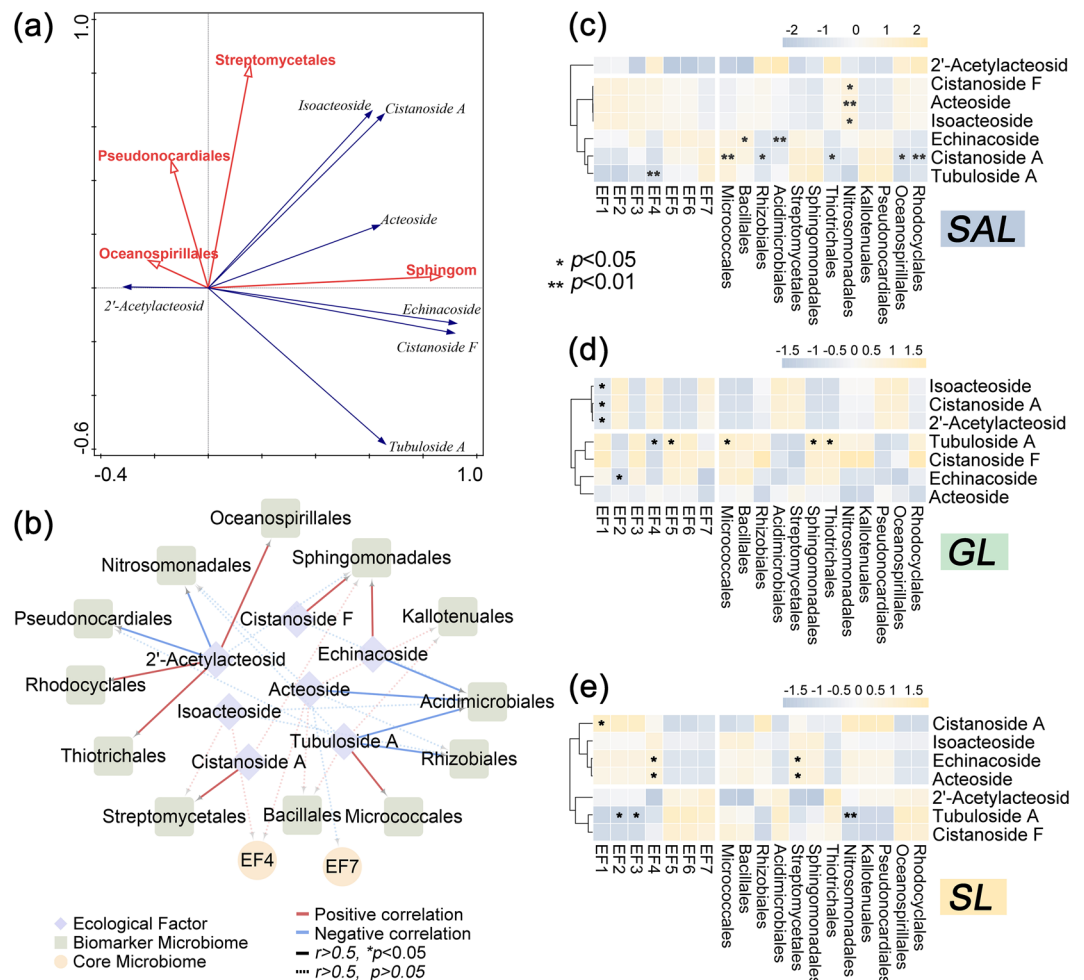 (a)
1.0
-0.6
-0.4
1.0
Streptomycetales
Isoacteoside
Cistanoside A
Pseudonocardiales
Acteoside
Oceanospirillales
Sphingom
2'-Acetylacteosid
Echinacoside
Cistanoside F
Tubuloside A
(b)
Oceanospirillales
Nitrosomonadales
Sphingomonadales
Pseudonocardiales
Cistanoside F
Kallotenuales
2'-Acetylacteosid
Echinacoside
Rhodocyclales
Acteoside
Acidimicrobiales
Isoacteoside
Tubuloside A
Thiotrichales
Cistanoside A
Rhizobiales
Streptomycetales
Bacillales
Micrococcales
EF4
EF7
Ecological Factor
Biomarker Microbiome
Core Microbiome
Positive correlation
Negative correlation
r>0.5, *p<0.05
r>0.5, p>0.05
(c)
-2 -1 0 1 2
2'-Acetylacteosid
Cistanoside F
*
Acteoside
**
Isoacteoside
*
Echinacoside
* **
Cistanoside A
** * * * **
Tubuloside A
**
EF1
EF2
EF3
EF4
EF5
EF6
EF7
Micrococcales
Bacillales
Rhizobiales
Acidimicrobiales
Streptomycetales
Sphingomonadales
Thiotrichales
Nitrosomonadales
Kallotenuales
Pseudonocardiales
Oceanospirillales
Rhodocyclales
SAL
* p<0.05
** p<0.01
(d)
-1.5 -1 -0.5 0 0.5 1 1.5
Isoacteoside
*
Cistanoside A
*
2'-Acetylacteosid
*
Tubuloside A
* * * * *
Cistanoside F
Echinacoside
*
Acteoside
EF1
EF2
EF3
EF4
EF5
EF6
EF7
Micrococcales
Bacillales
Rhizobiales
Acidimicrobiales
Streptomycetales
Sphingomonadales
Thiotrichales
Nitrosomonadales
Kallotenuales
Pseudonocardiales
Oceanospirillales
Rhodocyclales
GL
(e)
-1.5 -1 -0.5 0 0.5 1 1.5
Cistanoside A
*
Isoacteoside
Echinacoside
* *
Acteoside
* *
2'-Acetylacteosid
Tubuloside A
* * **
Cistanoside F
EF1
EF2
EF3
EF4
EF5
EF6
EF7
Micrococcales
Bacillales
Rhizobiales
Acidimicrobiales
Streptomycetales
Sphingomonadales
Thiotrichales
Nitrosomonadales
Kallotenuales
Pseudonocardiales
Oceanospirillales
Rhodocyclales
SL